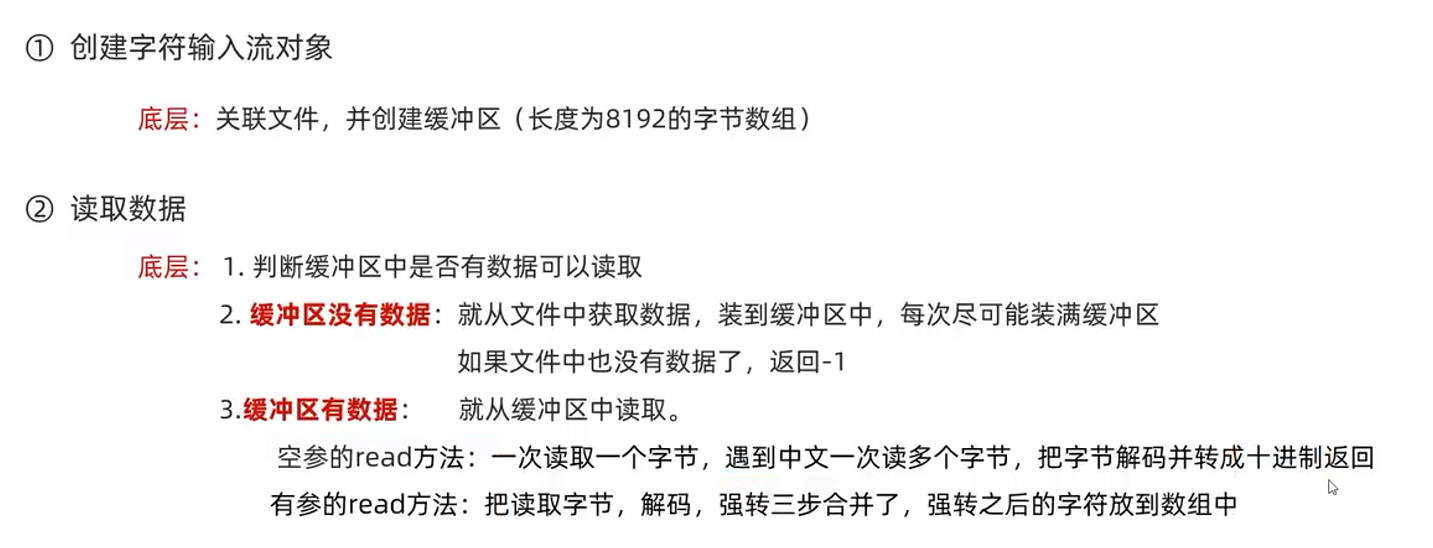 ① 创建字符输入流对象
底层：关联文件，并创建缓冲区（长度为8192的字节数组）
② 读取数据
底层： 1. 判断缓冲区中是否有数据可以读取
2. 缓冲区没有数据：就从文件中获取数据，装到缓冲区中，每次尽可能装满缓冲区
如果文件中也没有数据了，返回-1
3.缓冲区有数据： 就从缓冲区中读取。
空参的read方法：一次读取一个字节，遇到中文一次读多个字节，把字节解码并转成十进制返回
有参的read方法：把读取字节，解码，强转三步合并了，强转之后的字符放到数组中